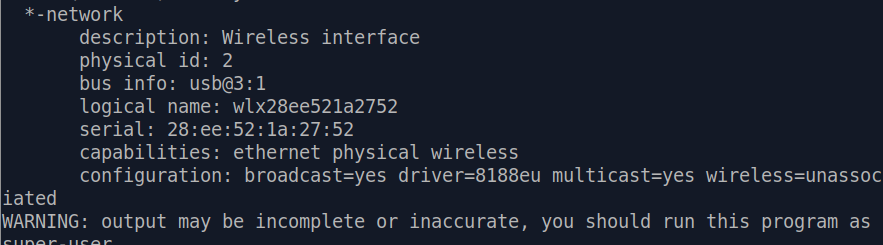 *-network
description: Wireless interface
physical id: 2
bus info: usb@3:1
logical name: wlx28ee521a2752
serial: 28:ee:52:1a:27:52
capabilities: ethernet physical wireless
configuration: broadcast=yes driver=8188eu multicast=yes wireless=unassoc
iated
WARNING: output may be incomplete or inaccurate, you should run this program as
super-user